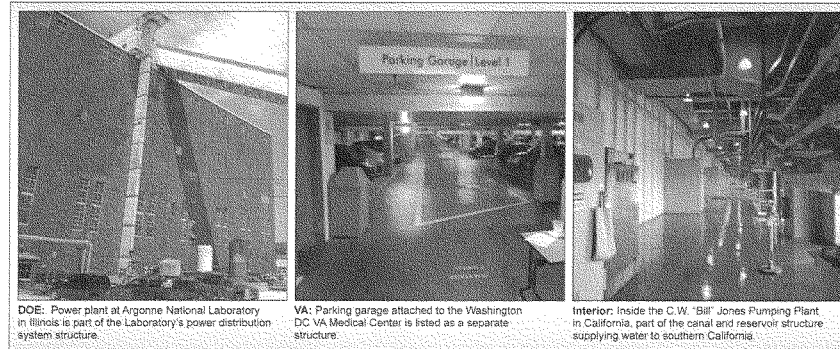 Parking Garage | Level 1
DOE: Power plant at Argonne National Laboratory
in Illinois is part of the Laboratory's power distribution
system structure.
VA: Parking garage attached to the Washington
DC VA Medical Center is listed as a separate
structure.
Interior: Inside the C.W. "Bill" Jones Pumping Plant
in California, part of the canal and reservoir structure
supplying water to southern California.